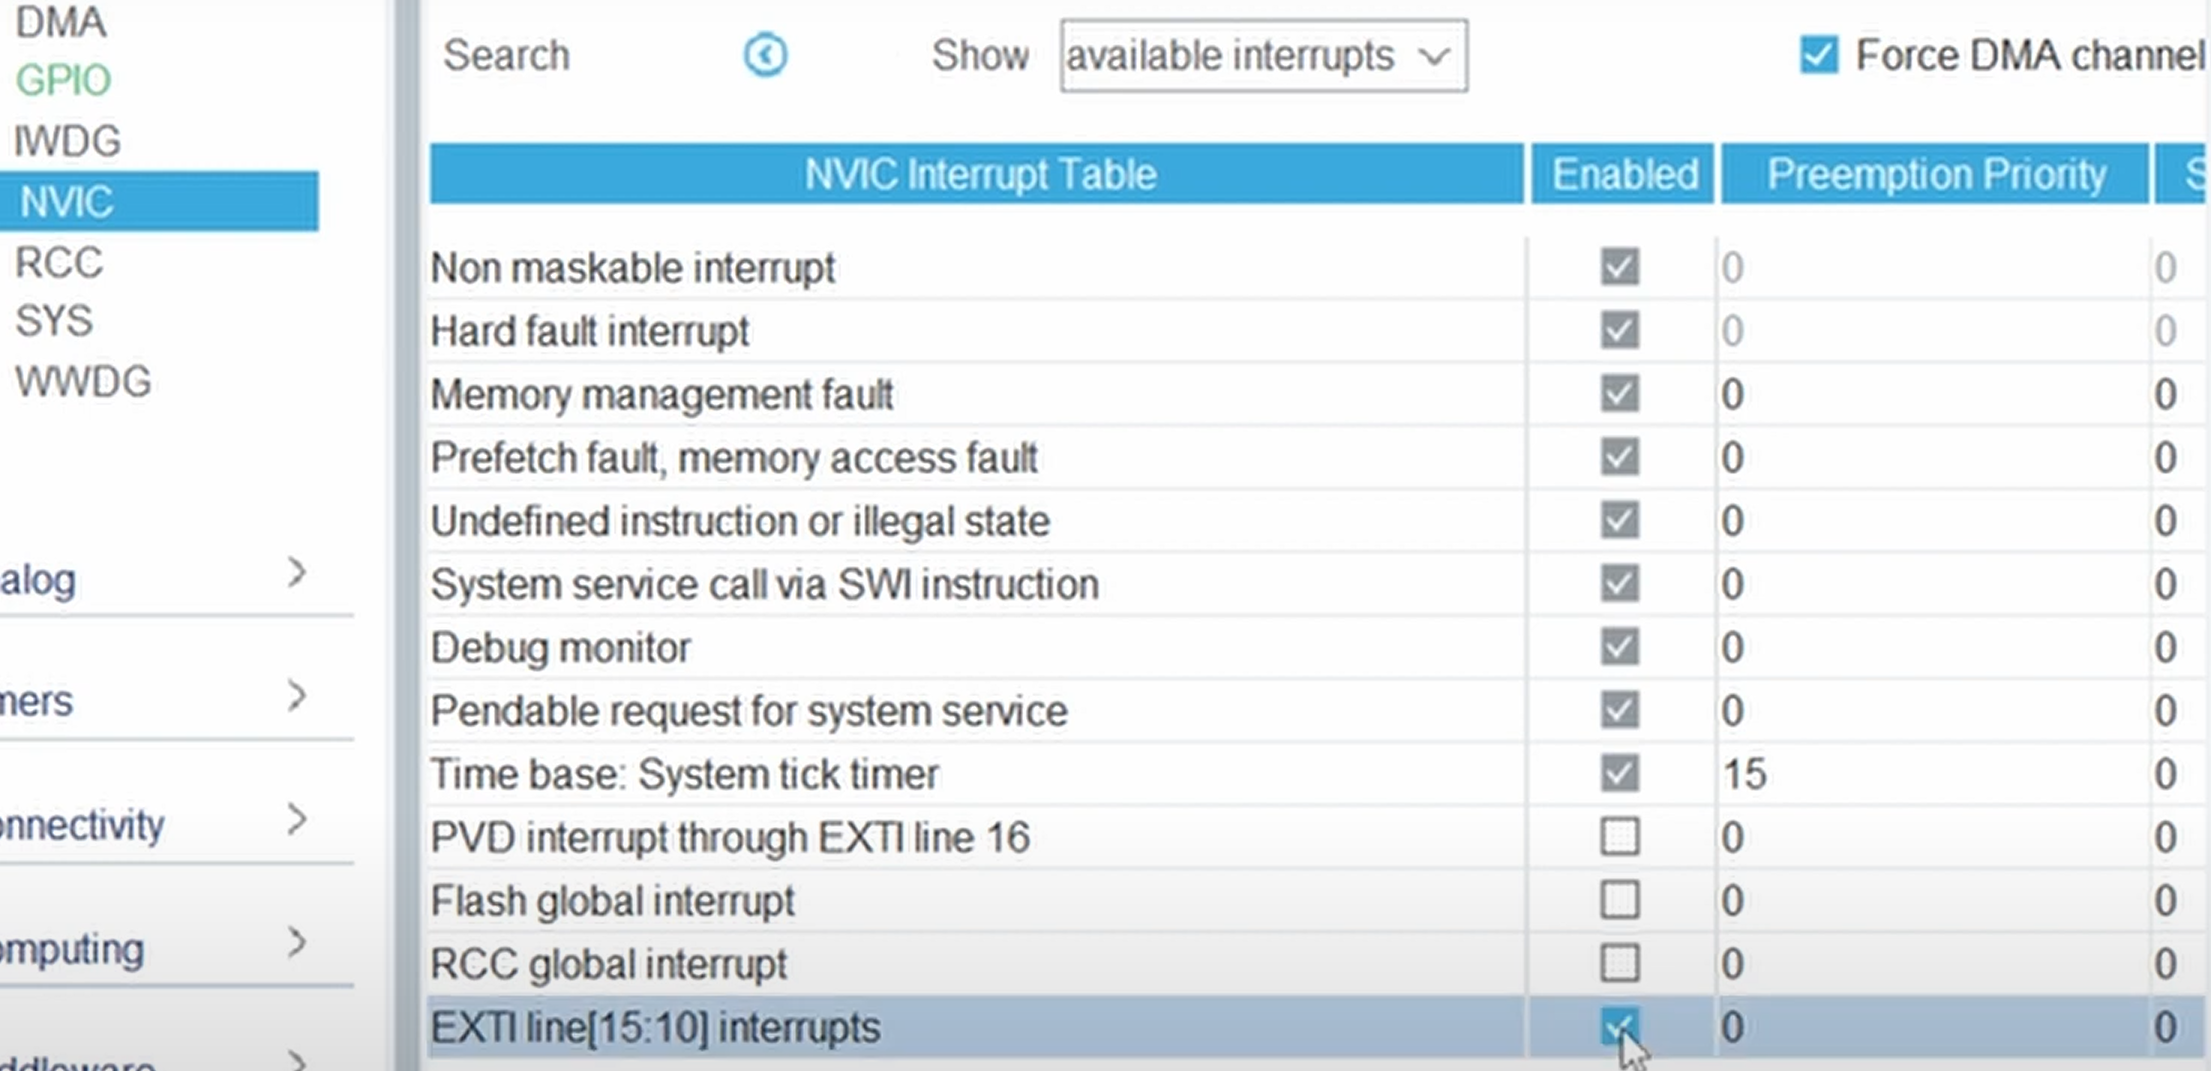 DMA
GPIO
IWDG
NVIC
RCC
SYS
WWDG
alog
mers
onnectivity
omputing
ddleware
Search Show available interrupts Force DMA channel
NVIC Interrupt Table Enabled Preemption Priority S
Non maskable interrupt 0 0
Hard fault interrupt 0 0
Memory management fault 0 0
Prefetch fault, memory access fault 0 0
Undefined instruction or illegal state 0 0
System service call via SWI instruction 0 0
Debug monitor 0 0
Pendable request for system service 0 0
Time base: System tick timer 15 0
PVD interrupt through EXTI line 16 0 0
Flash global interrupt 0 0
RCC global interrupt 0 0
EXTI line[15:10] interrupts 0 0